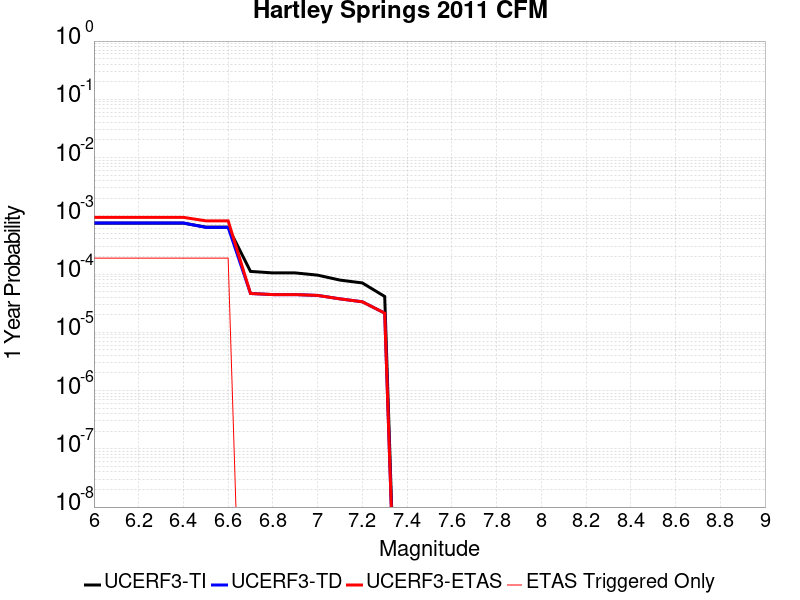 Hartley Springs 2011 CFM
10^0
10^-1
10^-2
10^-3
10^-4
10^-5
10^-6
10^-7
10^-8
1 Year Probability
6 6.2 6.4 6.6 6.8 7 7.2 7.4 7.6 7.8 8 8.2 8.4 8.6 8.8 9
Magnitude
UCERF3-TI UCERF3-TD UCERF3-ETAS ETAS Triggered Only